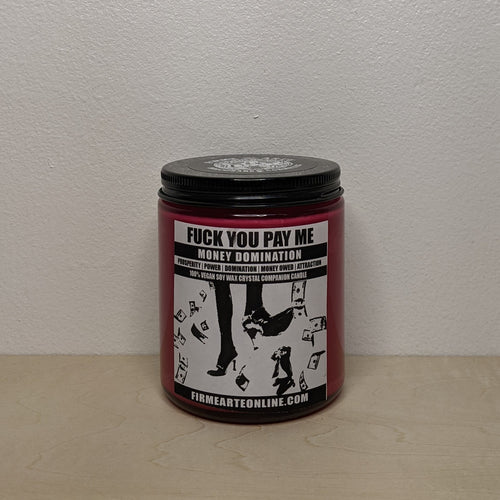 FUCK YOU PAY ME
MONEY DOMINATION
PROSPERITY | POWER | DOMINATION | MONEY OWED | ATTRACTION
100% VEGAN SOY WAX CRYSTAL COMPANION CANDLE
FIRMEARTEONLINE.COM